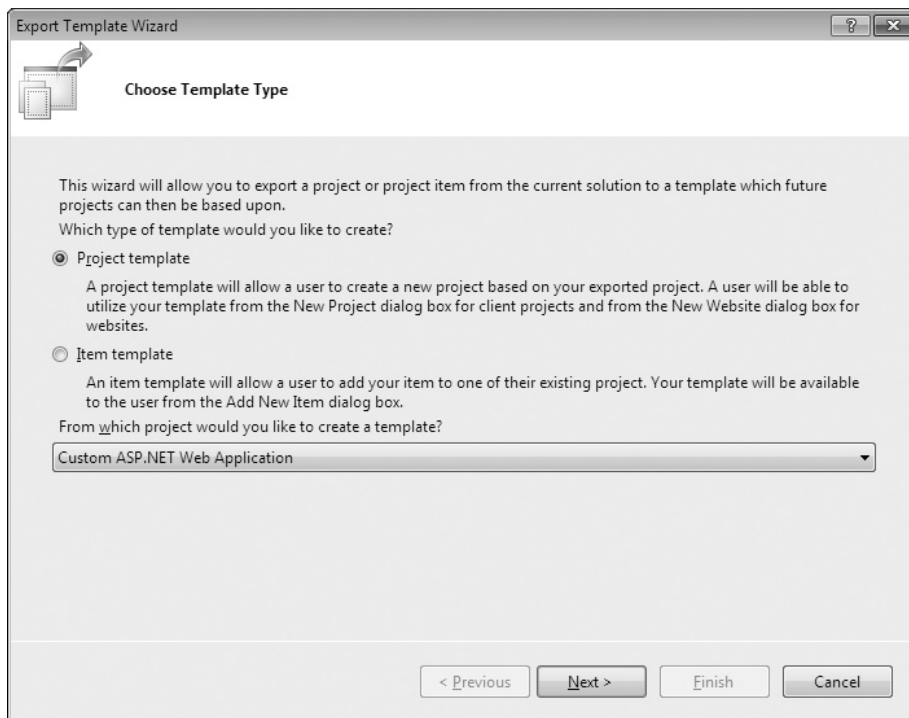 Export Template Wizard
?
Choose Template Type
This wizard will allow you to export a project or project item from the current solution to a template which future
projects can then be based upon.
Which type of template would you like to create?
Project template
A project template will allow a user to create a new project based on your exported project. A user will be able to
utilize your template from the New Project dialog box for client projects and from the New Website dialog box for
websites.
Item template
An item template will allow a user to add your item to one of their existing project. Your template will be available
to the user from the Add New Item dialog box.
From which project would you like to create a template?
Custom ASP.NET Web Application
< Previous
Next >
Finish
Cancel